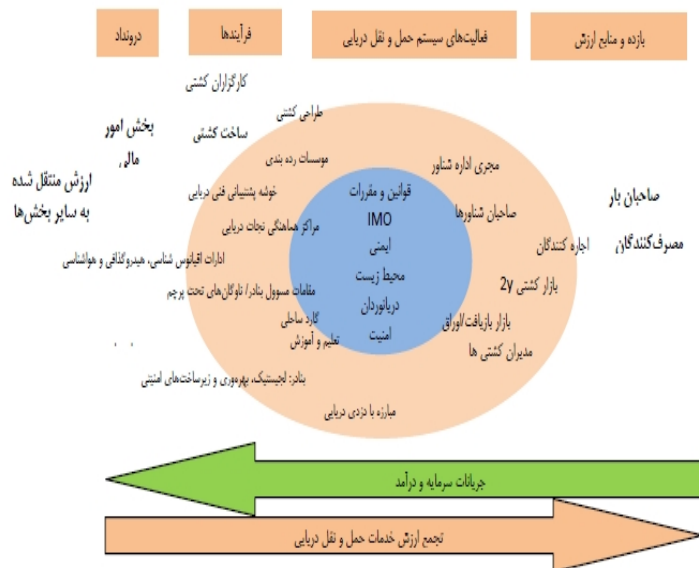 بازده و منابع ارزش
فعالیت‌های سیستم حمل و نقل دریایی
فرآیندها
درونداد
کارگزاران کشتی
طراحی کشتی
ساخت کشتی
بخش امور
مالی
موسسات رده بندی
مجری اداره شناور
ارزش منتقل شده
به سایر بخش‌ها
خوشه پشتیبانی فنی دریایی
قوانین و مقررات
IMO
ایمنی
محیط زیست
دریانوردان
امنیت
صاحبان بار
مصرف‌کنندگان
صاحبان شناورها
مراکز هماهنگی نجات دریایی
اجاره کنندگان
ادارات اقیانوس شناسی، هیدروگرافی و هواشناسی
بازار کشتی 2y
مقامات مسوول بنادر/ ناوگان‌های تحت پرچم
بازار بازیافت/اوراق
گارد ساحلی
تعلیم و آموزش
مدیران کشتی ها
بنادر: لجیستیک، بهره‌وری و زیرساخت‌های امنیتی
مبارزه با دزدی دریایی
جریانات سرمایه و درآمد
تجمع ارزش خدمات حمل و نقل دریایی